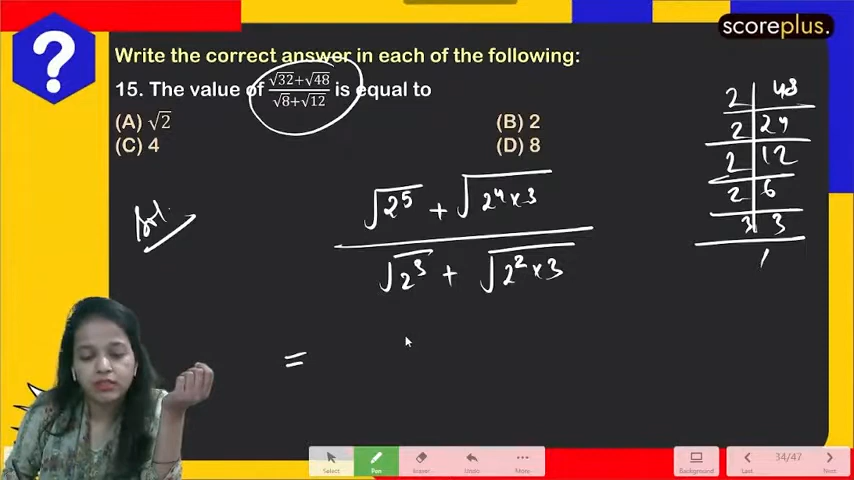 scoreplus.
?
Write the correct answer in each of the following:
15. The value of (√32+√48)/(√8+√12) is equal to
(A) √2 (B) 2
(C) 4 (D) 8
Sol.
√2⁵ + √2⁴×3
√2³ + √2²×3
=
2 | 48
2 | 24
2 | 12
2 | 6
3 | 3
1
Select Pen Eraser Undo More Background Last 34/47 Next